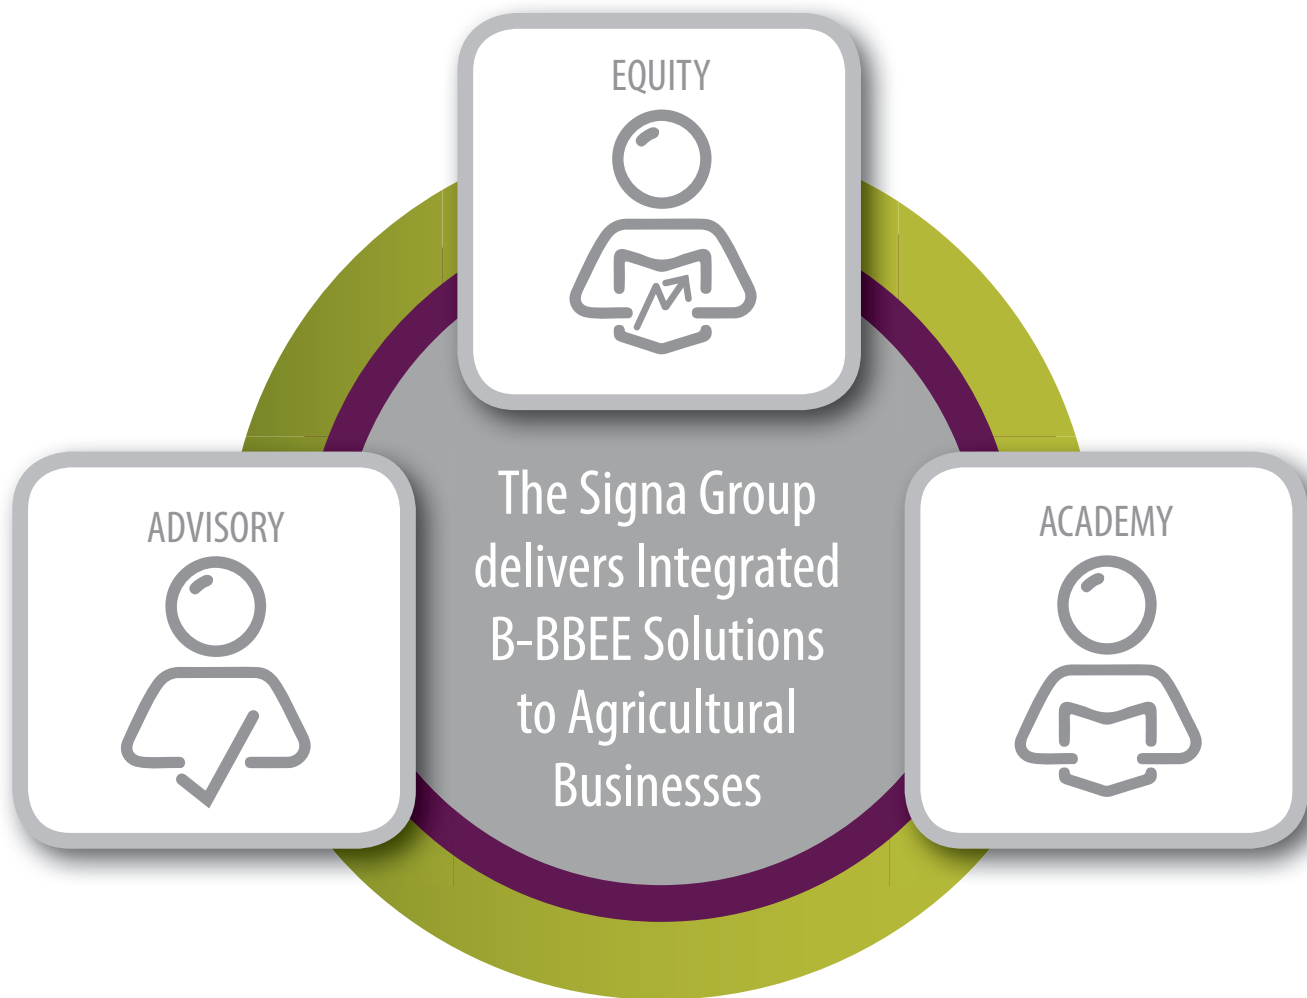 EQUITY
ADVISORY
The Signa Group
delivers Integrated
B-BBEE Solutions
to Agricultural
Businesses
ACADEMY